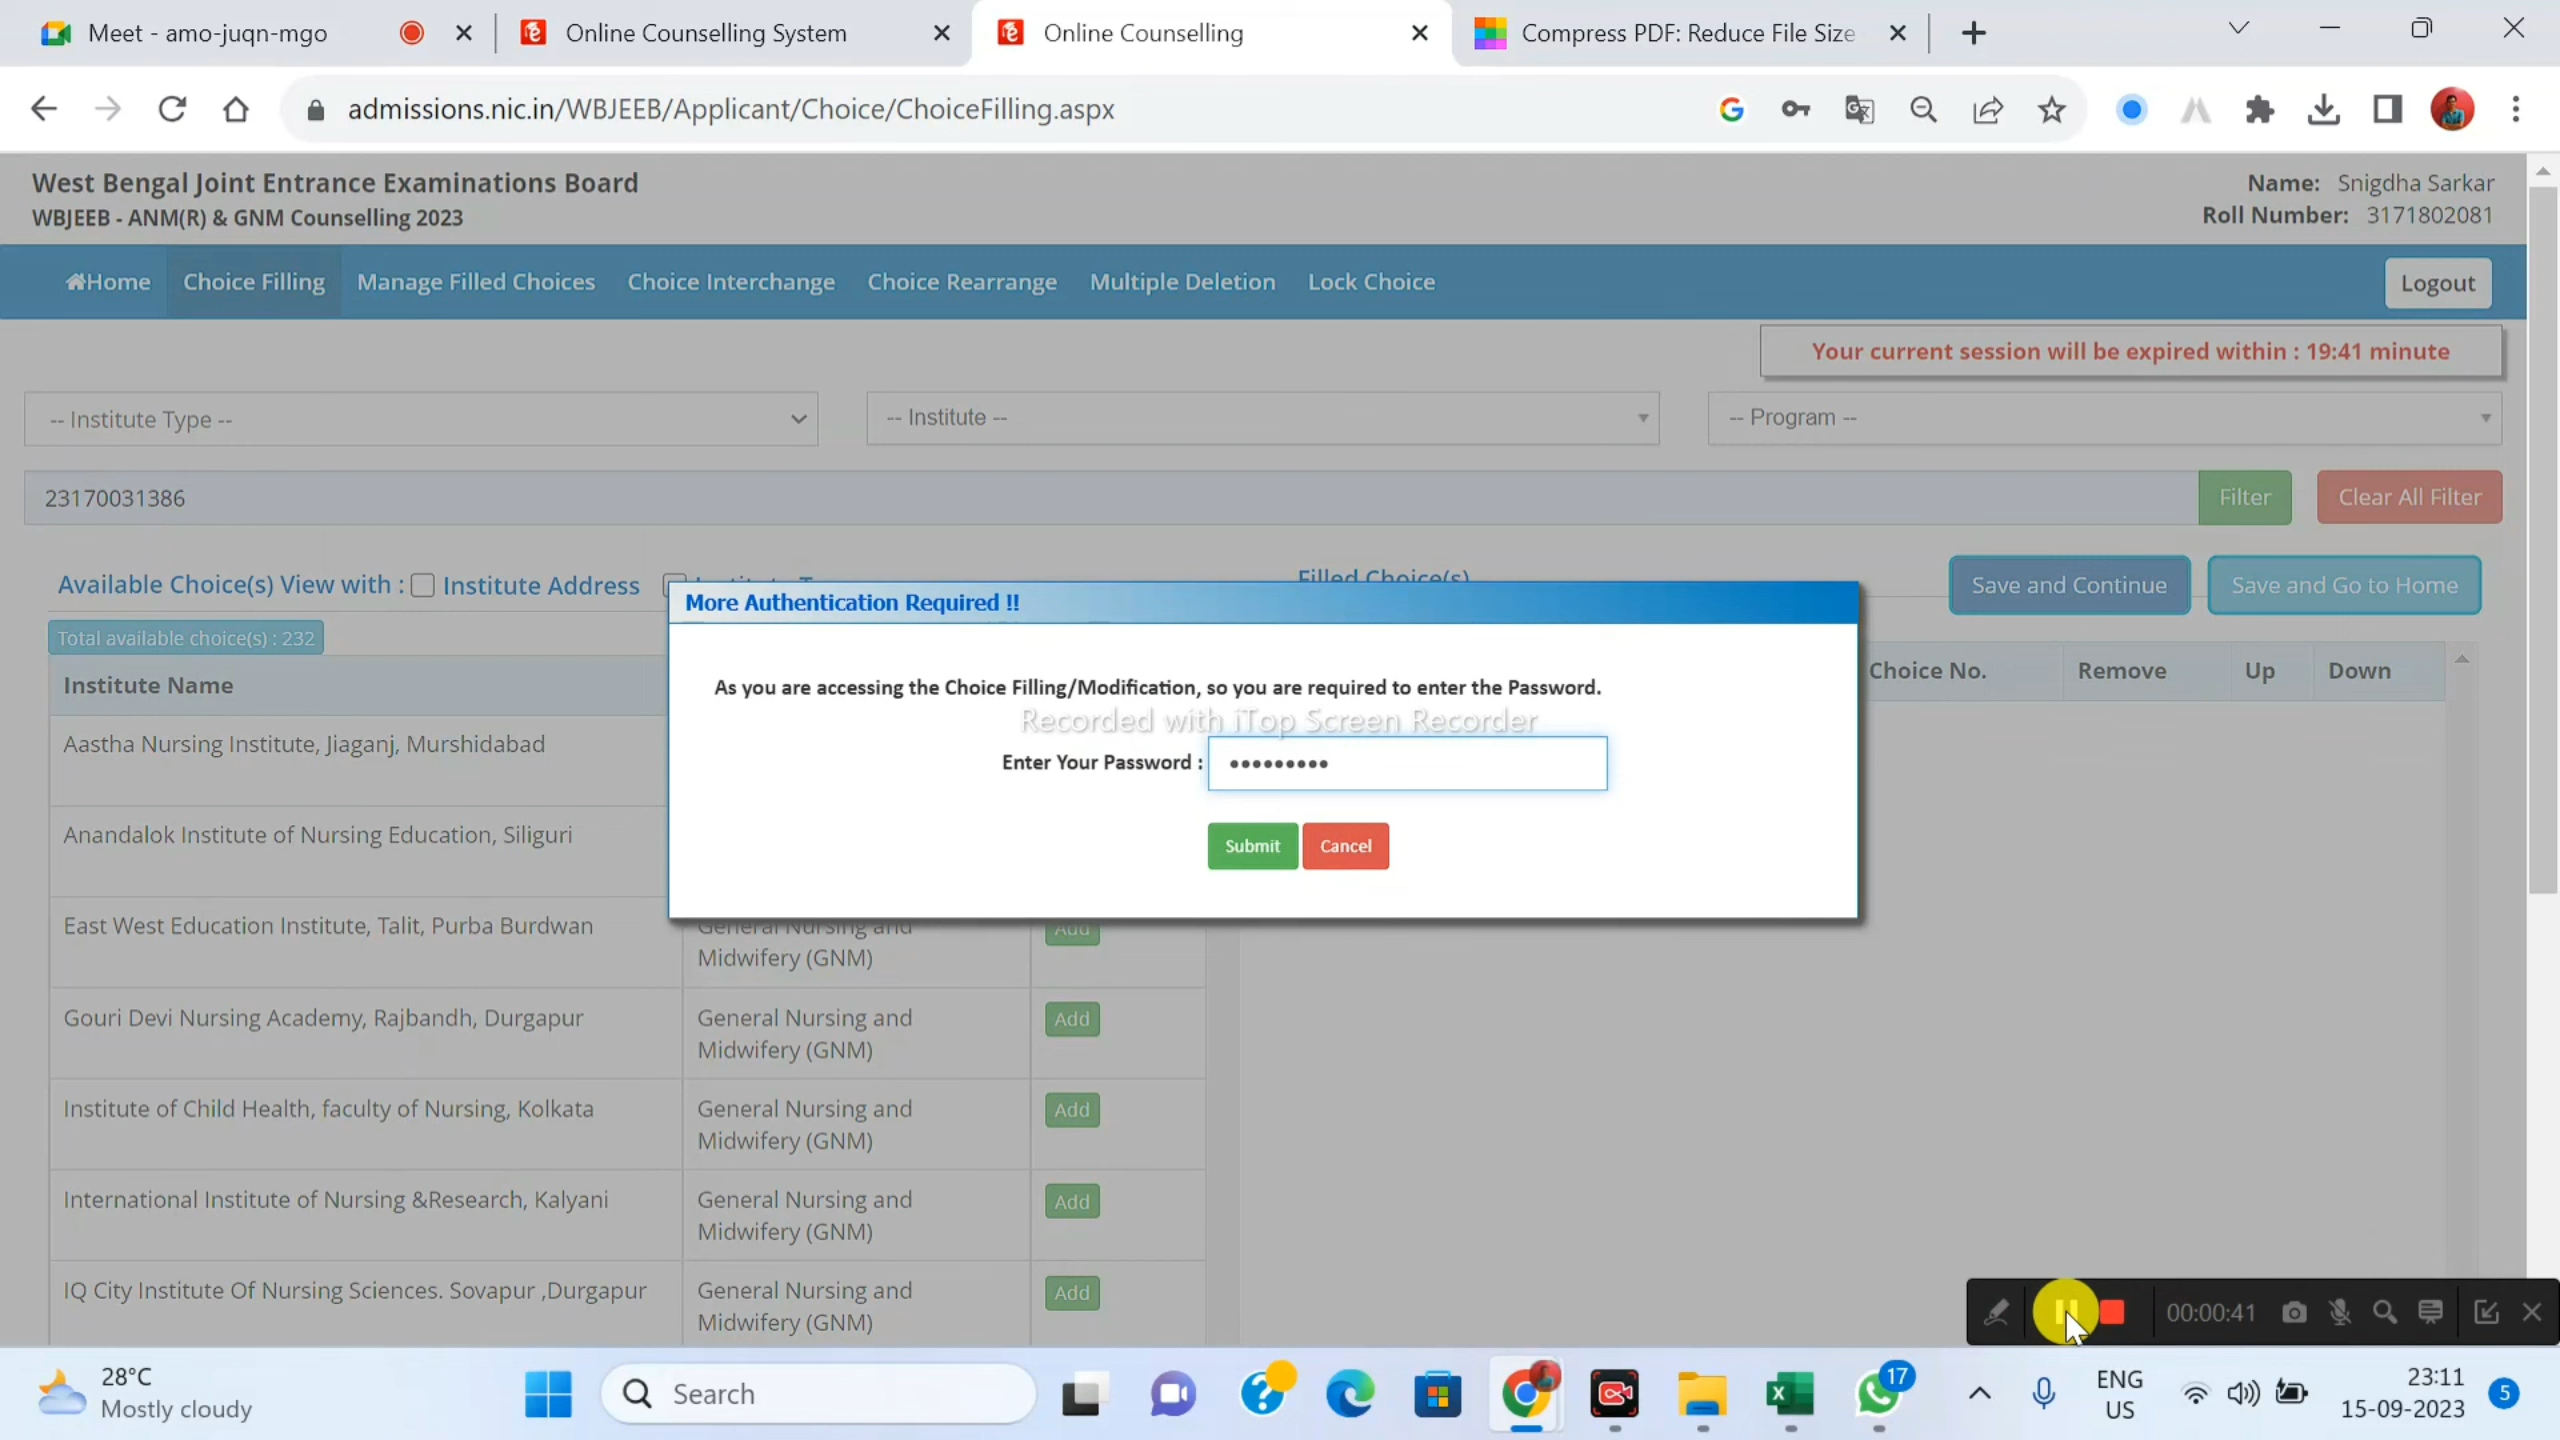 Meet - amo-juqn-mgo
Online Counselling System
Online Counselling
Compress PDF: Reduce File Size
admissions.nic.in/WBJEEB/Applicant/Choice/ChoiceFilling.aspx
West Bengal Joint Entrance Examinations Board
WBJEEB - ANM(R) & GNM Counselling 2023
Name: Snigdha Sarkar
Roll Number: 3171802081
Home
Choice Filling
Manage Filled Choices
Choice Interchange
Choice Rearrange
Multiple Deletion
Lock Choice
Logout
Your current session will be expired within : 19:41 minute
-- Institute Type --
-- Institute --
-- Program --
23170031386
Filter
Clear All Filter
Available Choice(s) View with :
Institute Address
Filled Choice(s)
Save and Continue
Save and Go to Home
Total available choice(s) : 232
Institute Name
Choice No.
Remove
Up
Down
More Authentication Required !!
As you are accessing the Choice Filling/Modification, so you are required to enter the Password.
Recorded with iTop Screen Recorder
Enter Your Password :
Submit
Cancel
Aastha Nursing Institute, Jiaganj, Murshidabad
Anandalok Institute of Nursing Education, Siliguri
East West Education Institute, Talit, Purba Burdwan
General Nursing and
Midwifery (GNM)
Add
Gouri Devi Nursing Academy, Rajbandh, Durgapur
General Nursing and
Midwifery (GNM)
Add
Institute of Child Health, faculty of Nursing, Kolkata
General Nursing and
Midwifery (GNM)
Add
International Institute of Nursing &Research, Kalyani
General Nursing and
Midwifery (GNM)
Add
IQ City Institute Of Nursing Sciences. Sovapur ,Durgapur
General Nursing and
Midwifery (GNM)
Add
00:00:41
28°C
Mostly cloudy
Search
17
ENG
US
23:11
15-09-2023
5